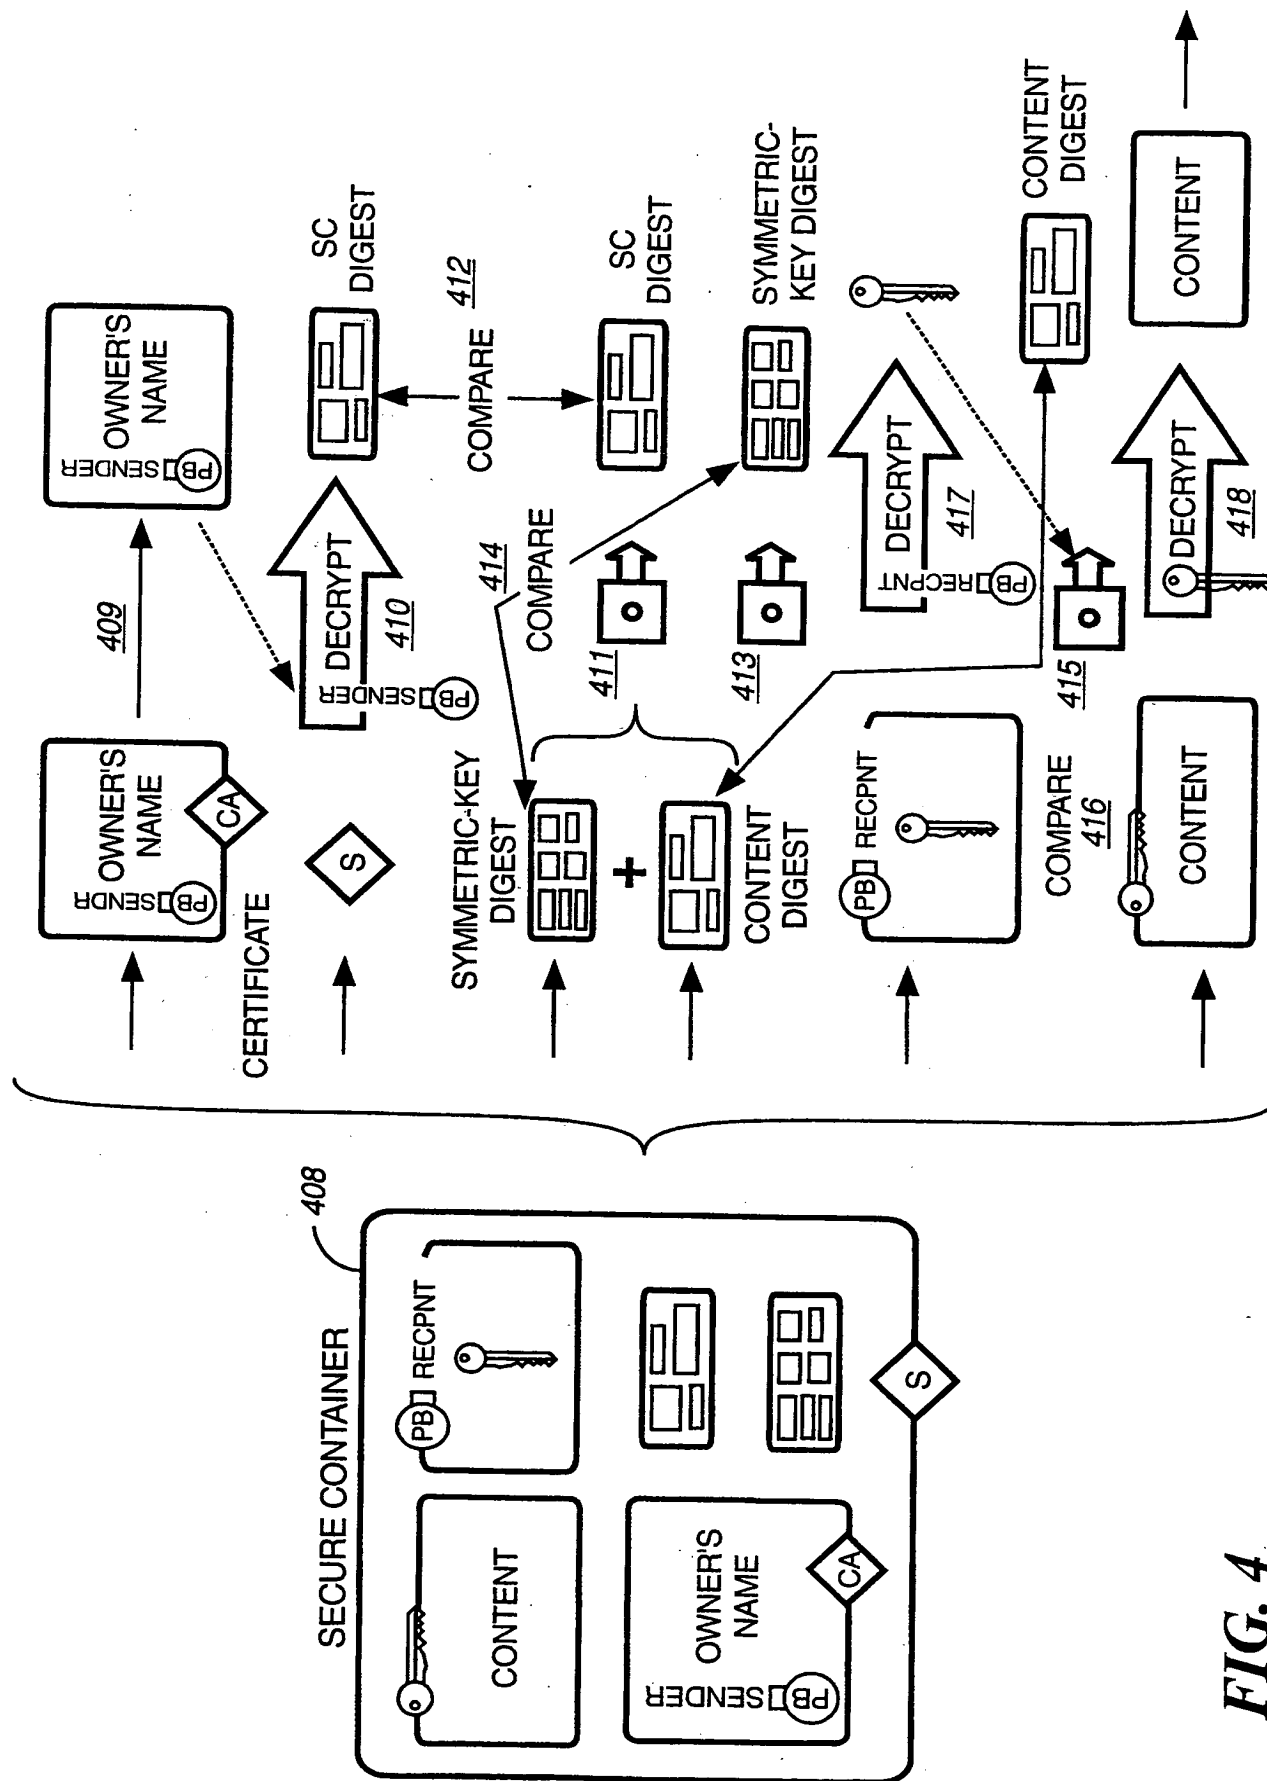 SECURE CONTAINER
408
CONTENT
PB RECPNT
SENDER
PB
OWNER'S
NAME
CA
S
SENDR
PB
OWNER'S
NAME
CA
CERTIFICATE
409
SENDER
PB
OWNER'S
NAME
S
DECRYPT
SENDER
PB
410
SC
DIGEST
COMPARE
412
SYMMETRIC-KEY
DIGEST
+
CONTENT
DIGEST
414
COMPARE
411
SC
DIGEST
413
SYMMETRIC-
KEY DIGEST
PB RECPNT
DECRYPT
RECPNT
PB
417
COMPARE
416
415
CONTENT
DIGEST
CONTENT
DECRYPT
418
CONTENT
FIG. 4